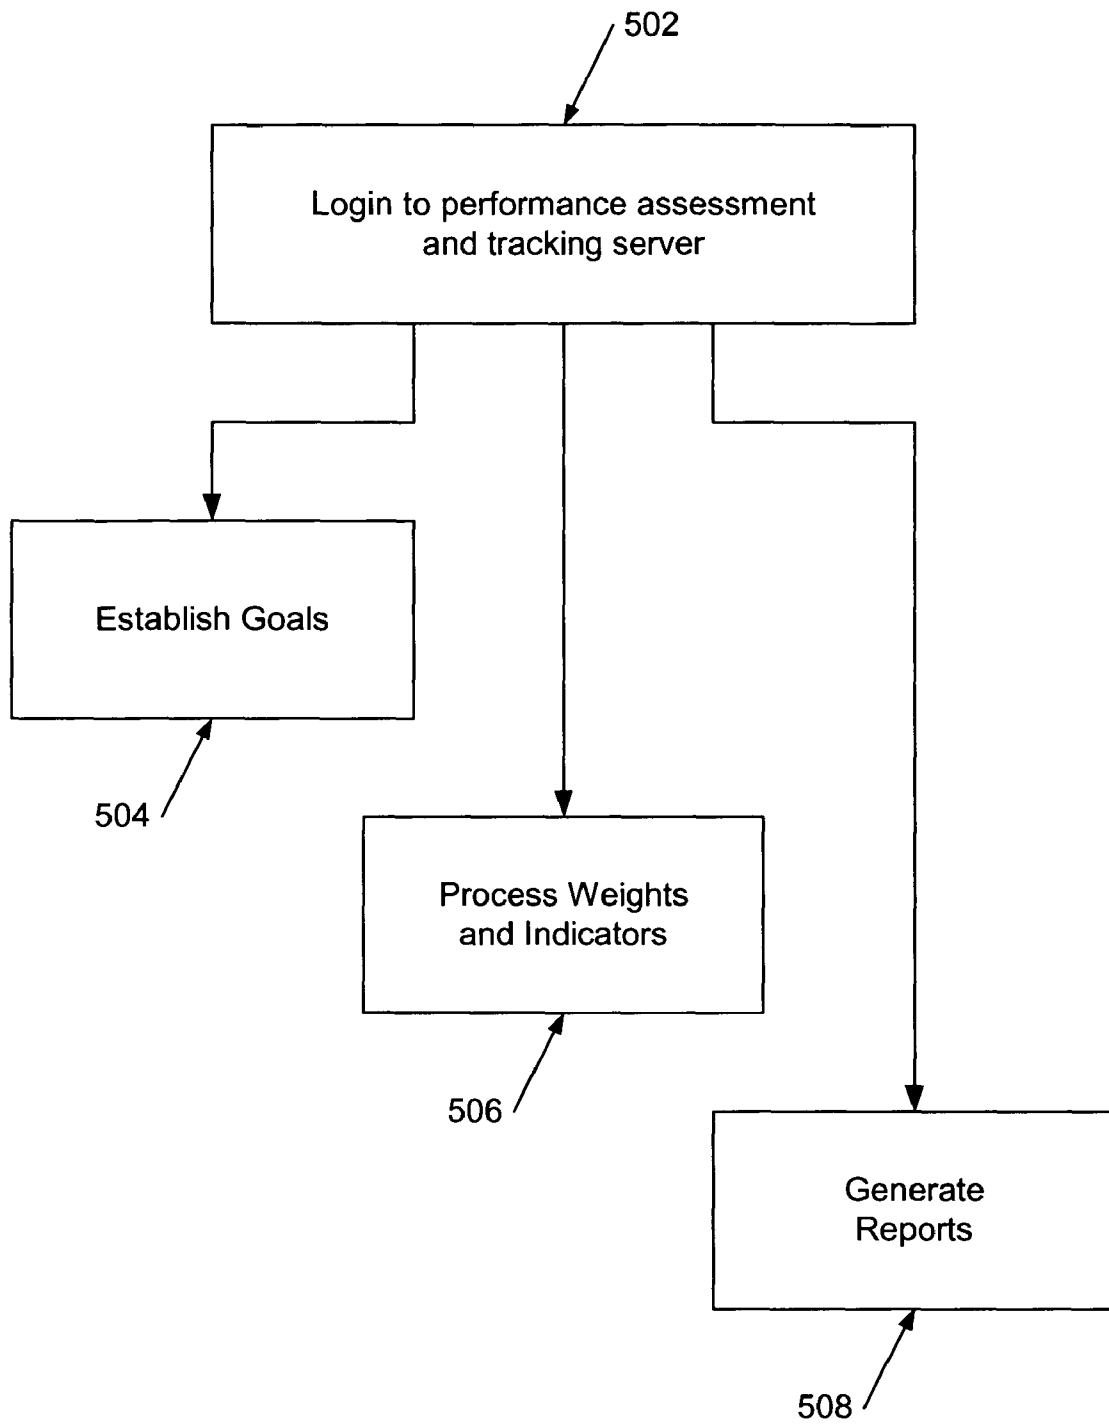 502
Login to performance assessment
and tracking server
Establish Goals
504
Process Weights
and Indicators
506
Generate
Reports
508